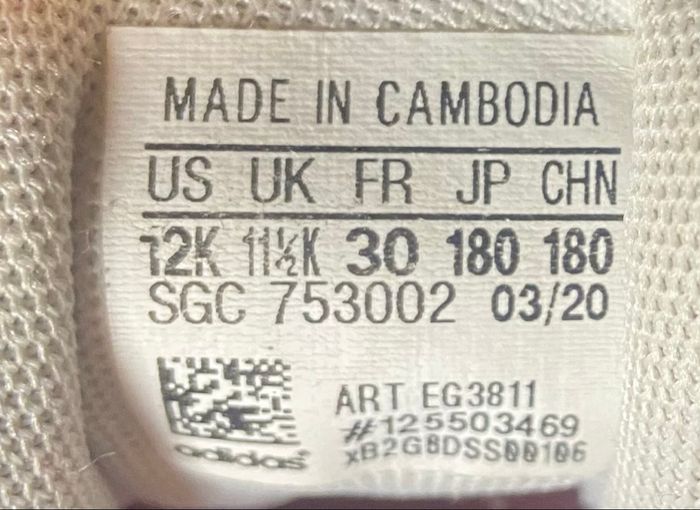 MADE IN CAMBODIA
US UK FR JP CHN
12K 11½K 30 180 180
SGC 753002 03/20
ART EG3811
#125503469
xB2G8DSS00106
adidas